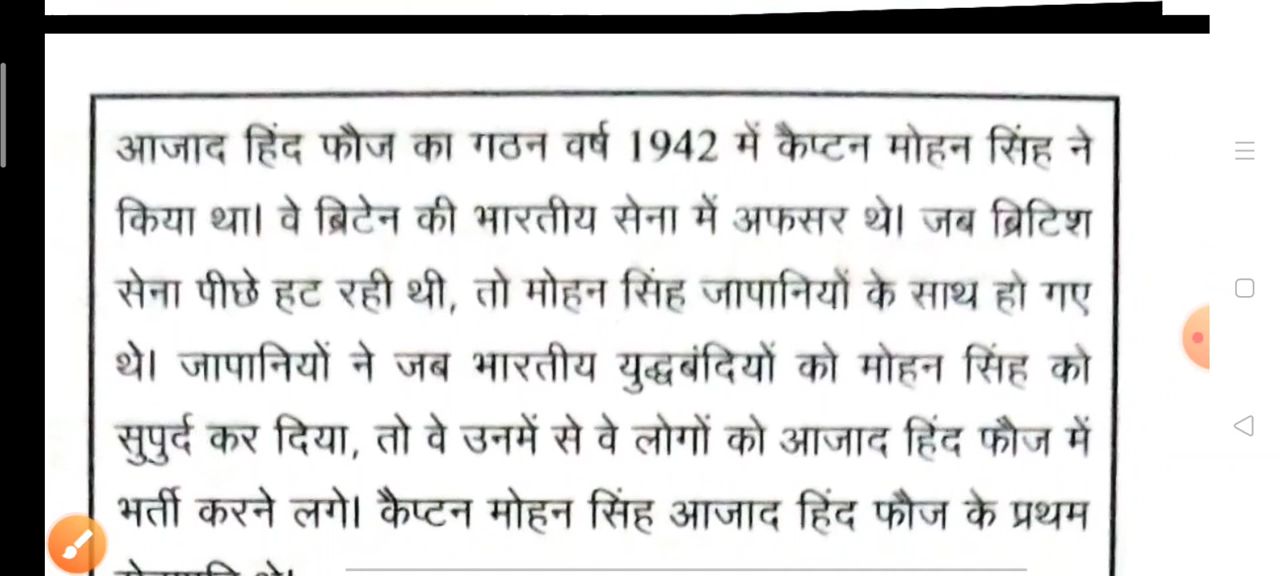 आजाद हिंद फौज का गठन वर्ष 1942 में कैप्टन मोहन सिंह ने
किया था। वे ब्रिटेन की भारतीय सेना में अफसर थे। जब ब्रिटिश
सेना पीछे हट रही थी, तो मोहन सिंह जापानियों के साथ हो गए
थे। जापानियों ने जब भारतीय युद्धबंदियों को मोहन सिंह को
सुपुर्द कर दिया, तो वे उनमें से वे लोगों को आजाद हिंद फौज में
भर्ती करने लगे। कैप्टन मोहन सिंह आजाद हिंद फौज के प्रथम
थे।